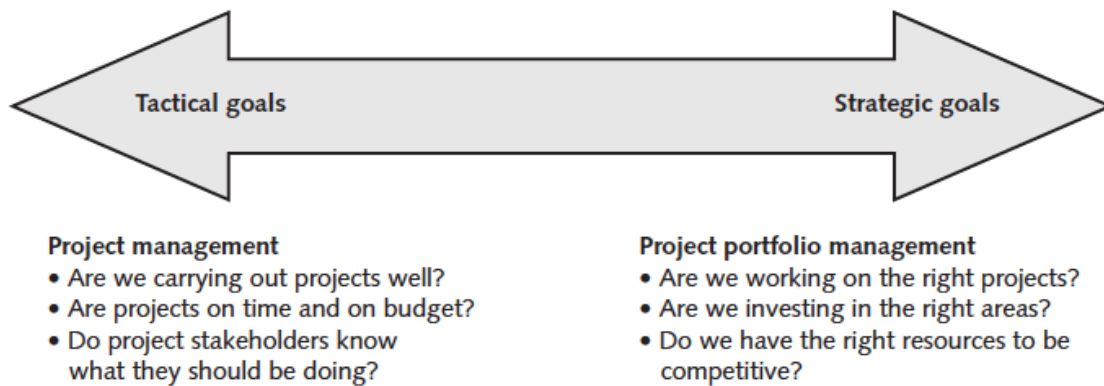 Tactical goals
Strategic goals
Project management
• Are we carrying out projects well?
• Are projects on time and on budget?
• Do project stakeholders know
what they should be doing?
Project portfolio management
• Are we working on the right projects?
• Are we investing in the right areas?
• Do we have the right resources to be
competitive?